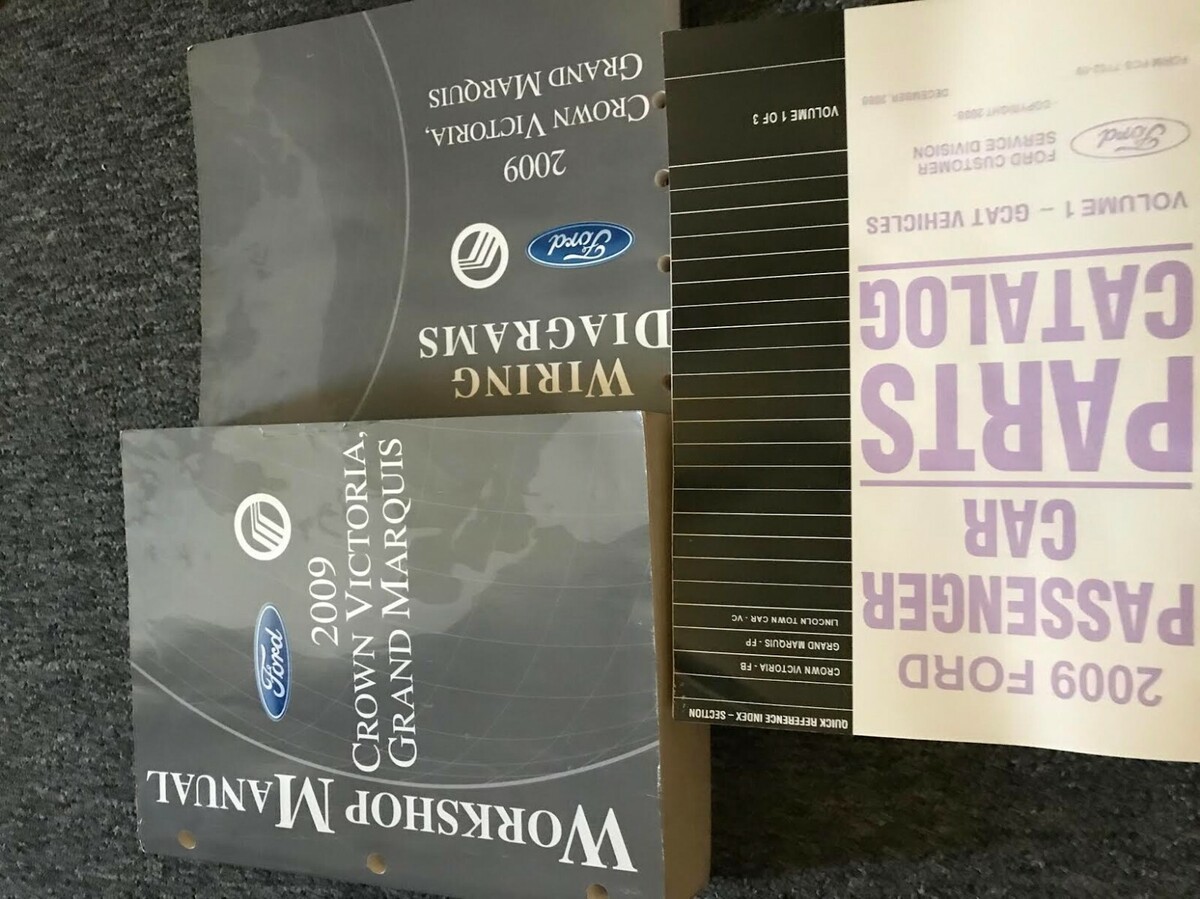 WORKSHOP MANUAL
2009
CROWN VICTORIA,
GRAND MARQUIS
Ford
WIRING
DIAGRAMS
Ford
2009
CROWN VICTORIA,
GRAND MARQUIS
QUICK REFERENCE INDEX – SECTION
CROWN VICTORIA - FB
GRAND MARQUIS - FP
LINCOLN TOWN CAR - VC
VOLUME 1 OF 3
2009 FORD
PASSENGER
CAR
PARTS
CATALOG
VOLUME 1 – GCAT VEHICLES
Ford
FORD CUSTOMER
SERVICE DIVISION